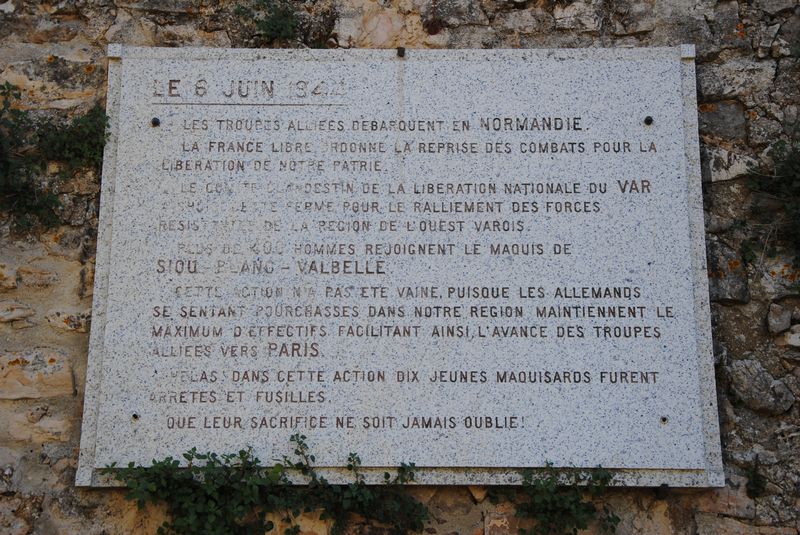 LE 6 JUIN 1944
LES TROUPES ALLIEES DEBARQUENT EN NORMANDIE.
LA FRANCE LIBRE ORDONNE LA REPRISE DES COMBATS POUR LA
LIBERATION DE NOTRE PATRIE.
LE COMITE CLANDESTIN DE LA LIBERATION NATIONALE DU VAR
CETTE FERME POUR LE RALLIEMENT DES FORCES
RESISTANTES DE LA REGION DE L'OUEST VAROIS.
PLUS DE 400 HOMMES REJOIGNENT LE MAQUIS DE
SIOU-BLANC-VALBELLE.
CETTE ACTION N'A PAS ETE VAINE, PUISQUE LES ALLEMANDS
SE SENTANT POURCHASSES DANS NOTRE REGION MAINTIENNENT LE
MAXIMUM D'EFFECTIFS FACILITANT AINSI, L'AVANCE DES TROUPES
ALLIEES VERS PARIS.
HELAS DANS CETTE ACTION DIX JEUNES MAQUISARDS FURENT
ARRETES ET FUSILLES.
QUE LEUR SACRIFICE NE SOIT JAMAIS OUBLIE!